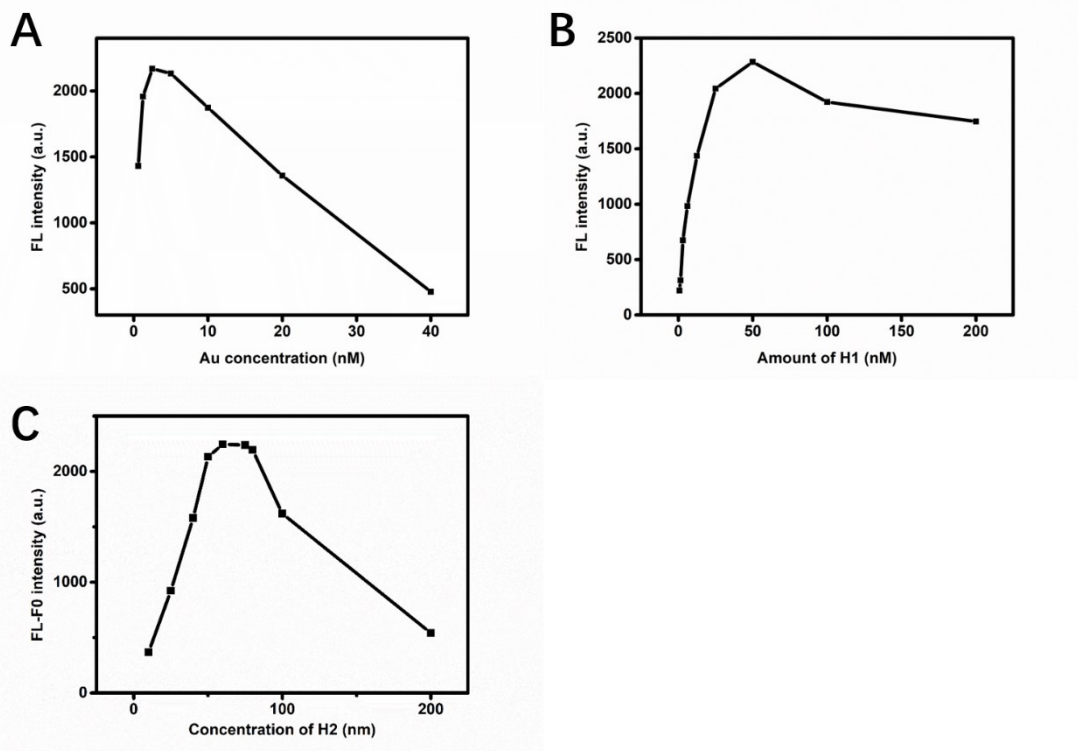 A
FL intensity (a.u.)
2000
1500
1000
500
0 10 20 30 40
Au concentration (nM)
B
FL intensity (a.u.)
2500
2000
1500
1000
500
0
0 50 100 150 200
Amount of H1 (nM)
C
FL-F0 intensity (a.u.)
2000
1000
0
0 100 200
Concentration of H2 (nm)